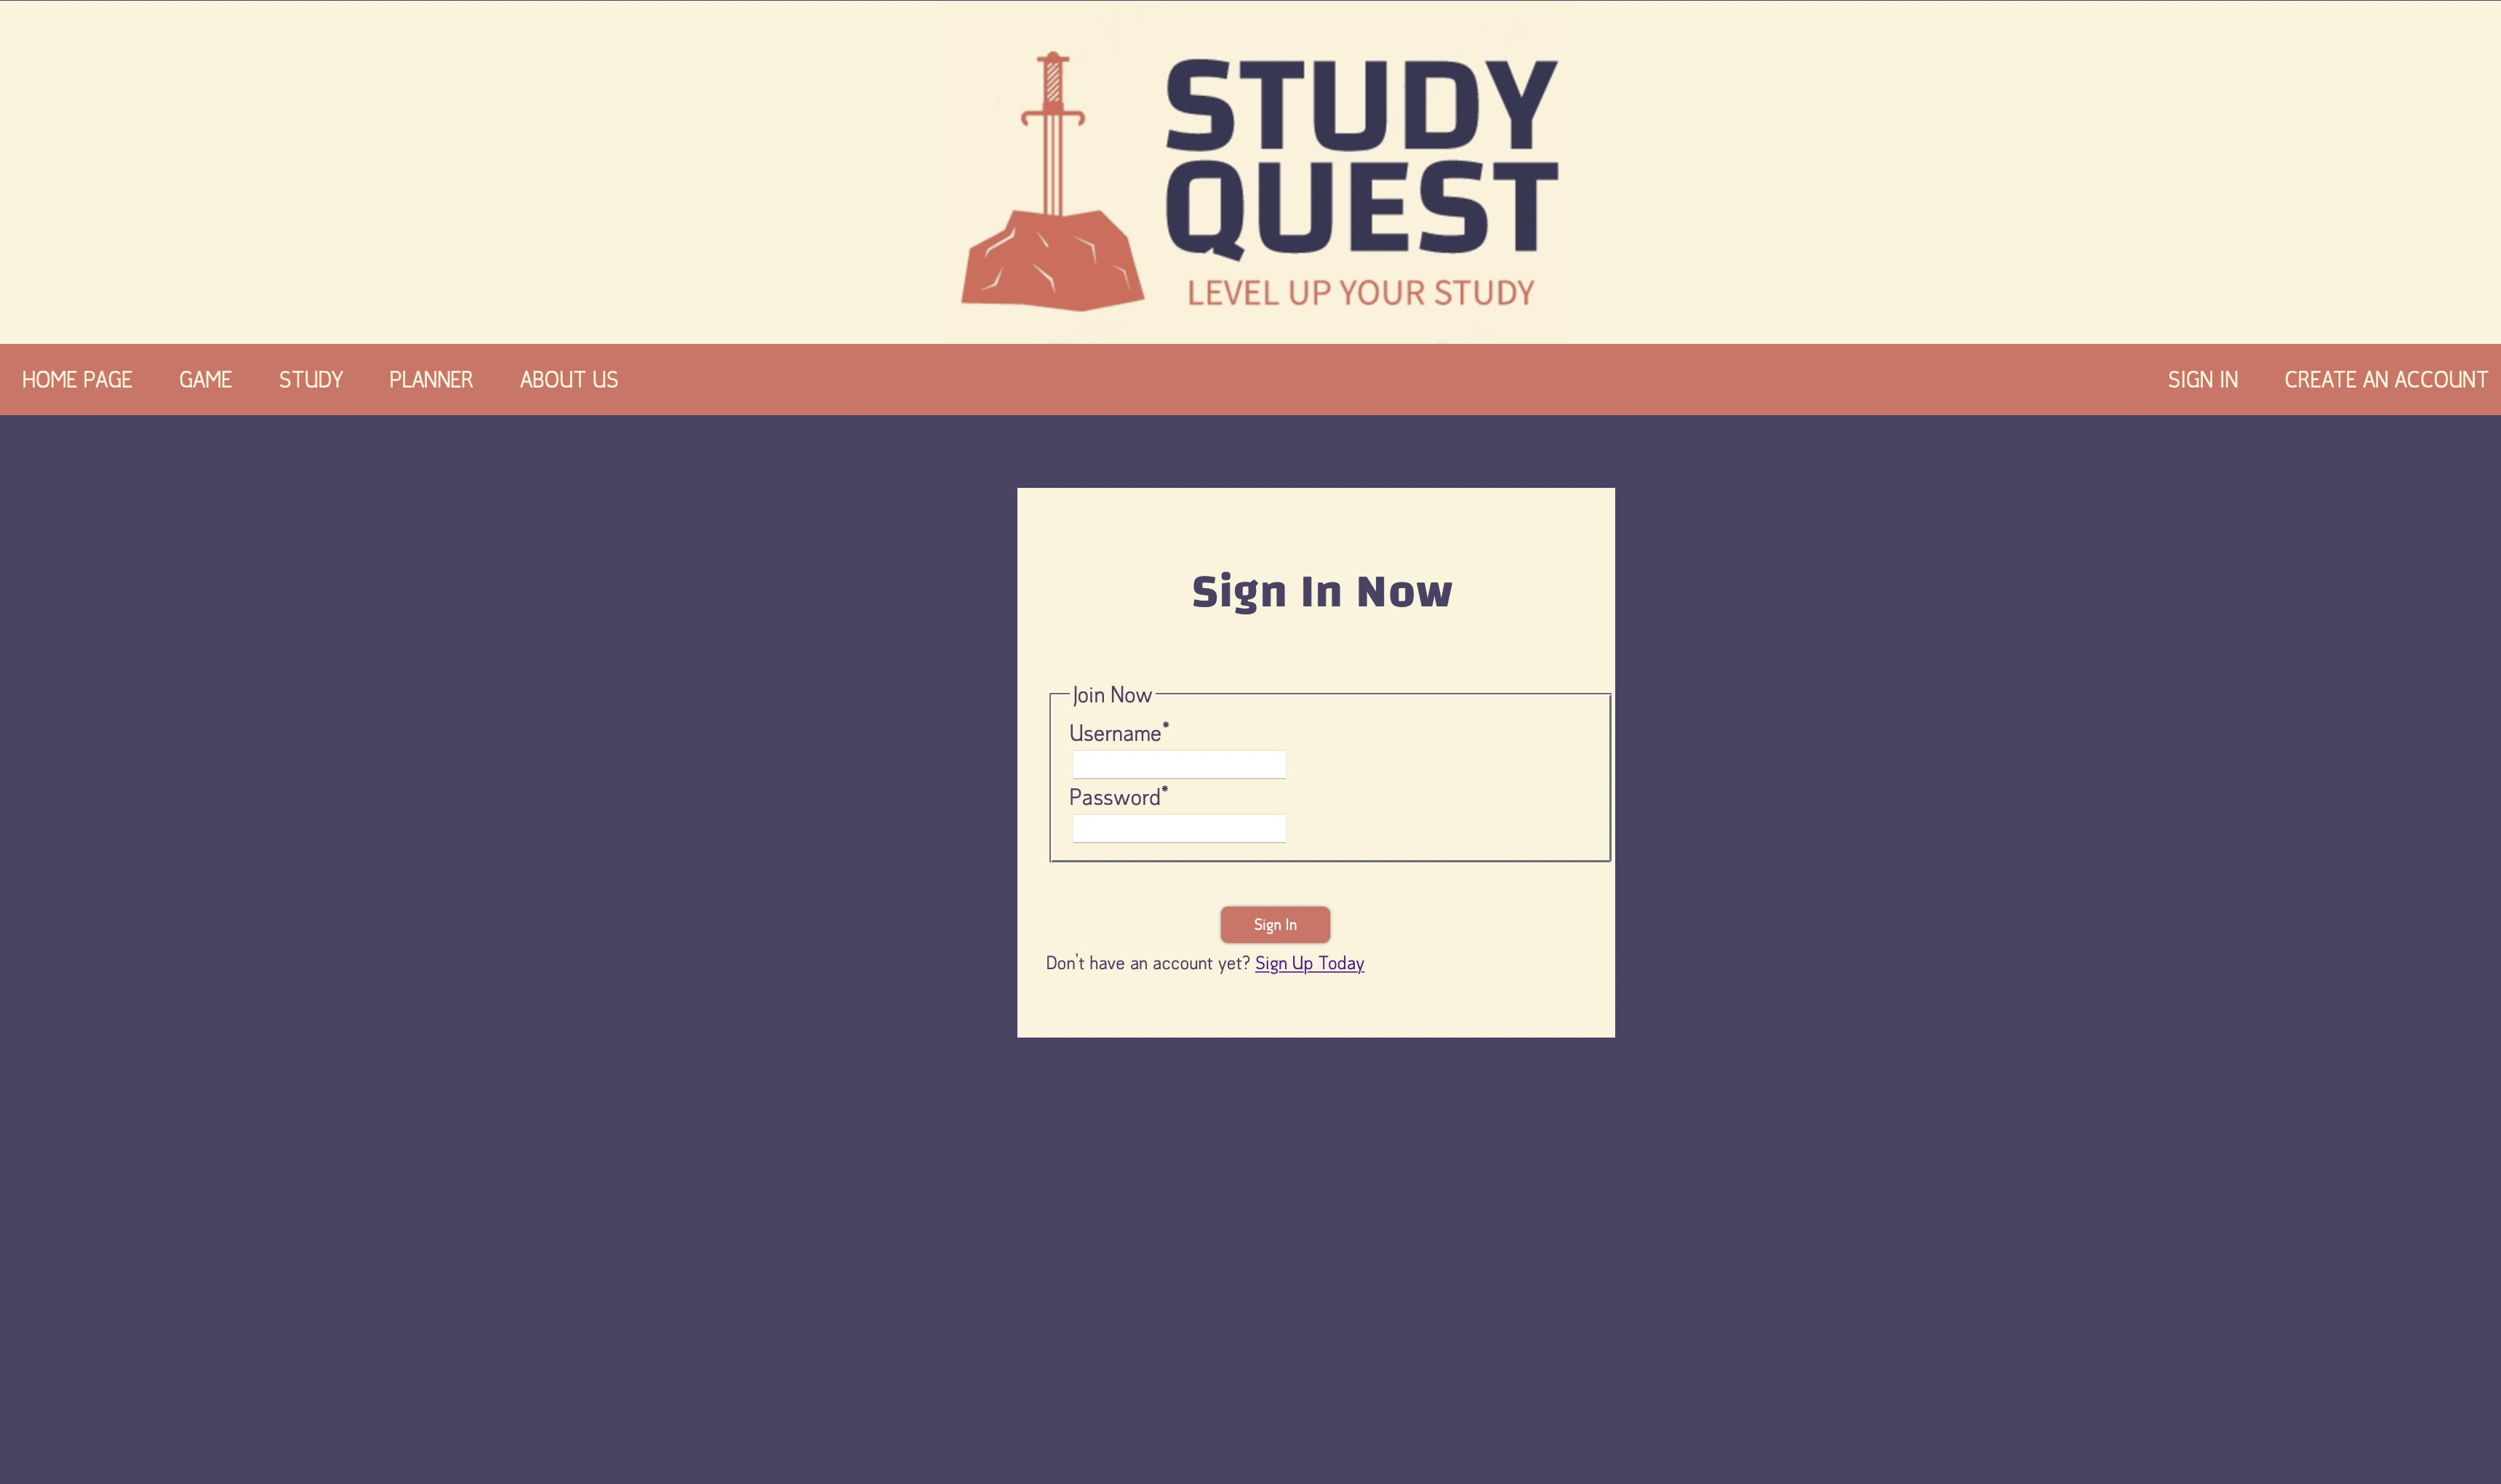 STUDY
QUEST
LEVEL UP YOUR STUDY
HOME PAGE GAME STUDY PLANNER ABOUT US SIGN IN CREATE AN ACCOUNT
Sign In Now
Join Now
Username*
Password*
Sign In
Don't have an account yet? Sign Up Today